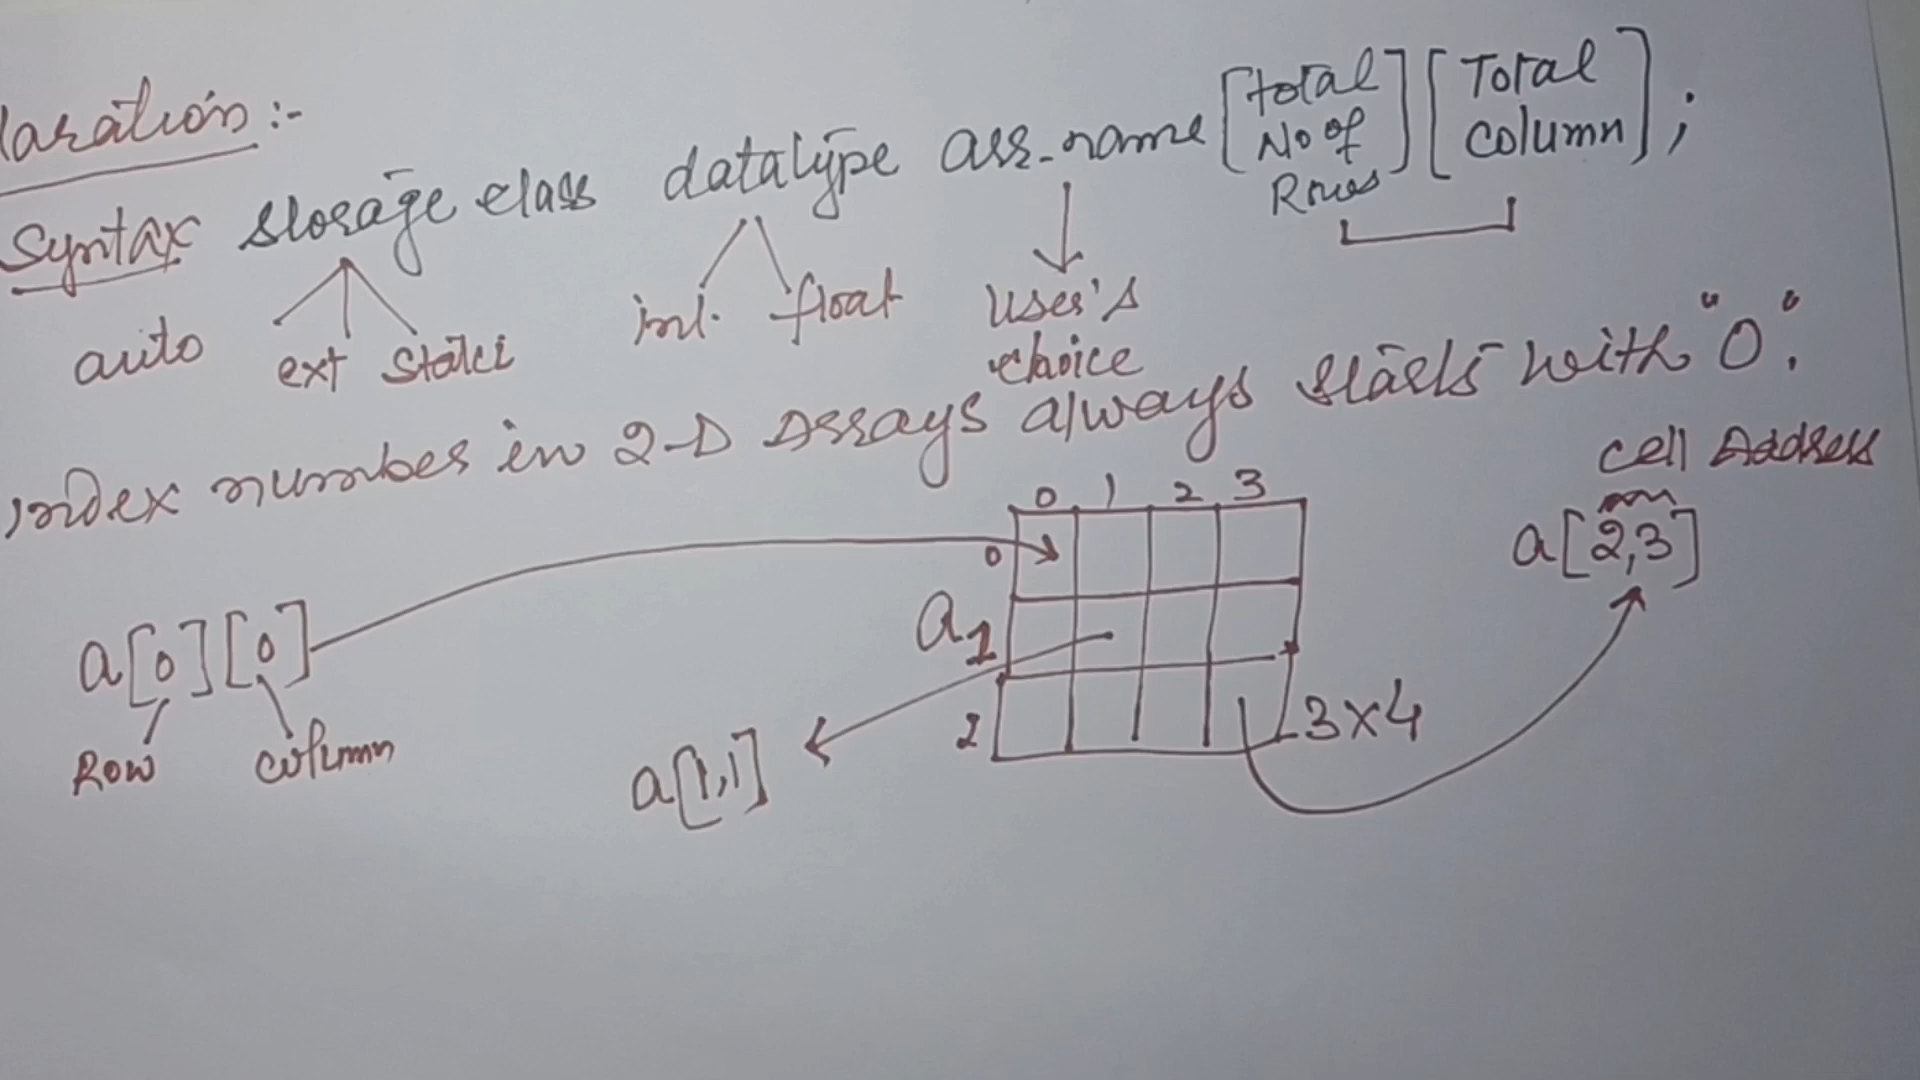 laration :-
Syntax storage class datatype arr_name [total No of Rows] [Total column];
auto ext static int. float user's choice
index number in 2-D Arrays always starts with "0".
cell Address
0 1 2 3
a[2,3]
0
a[0][0]
a 1
Row column
2
3x4
a[1,1]